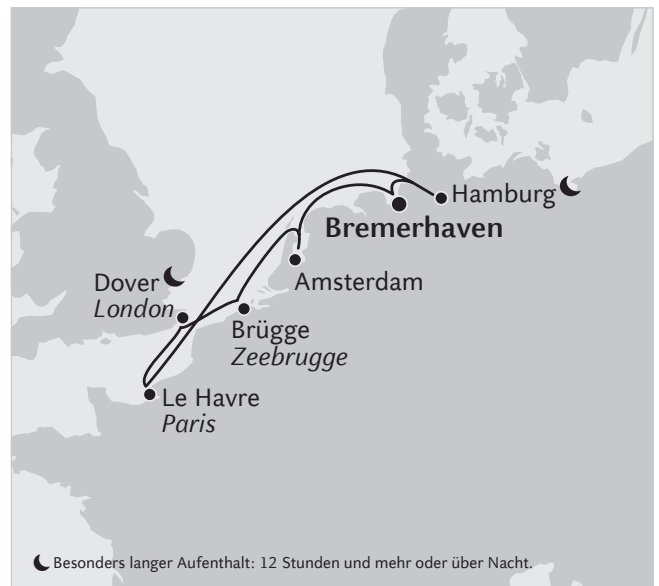 Hamburg
Bremerhaven
Amsterdam
Dover
London
Brügge
Zeebrugge
Le Havre
Paris
Besonders langer Aufenthalt: 12 Stunden und mehr oder über Nacht.